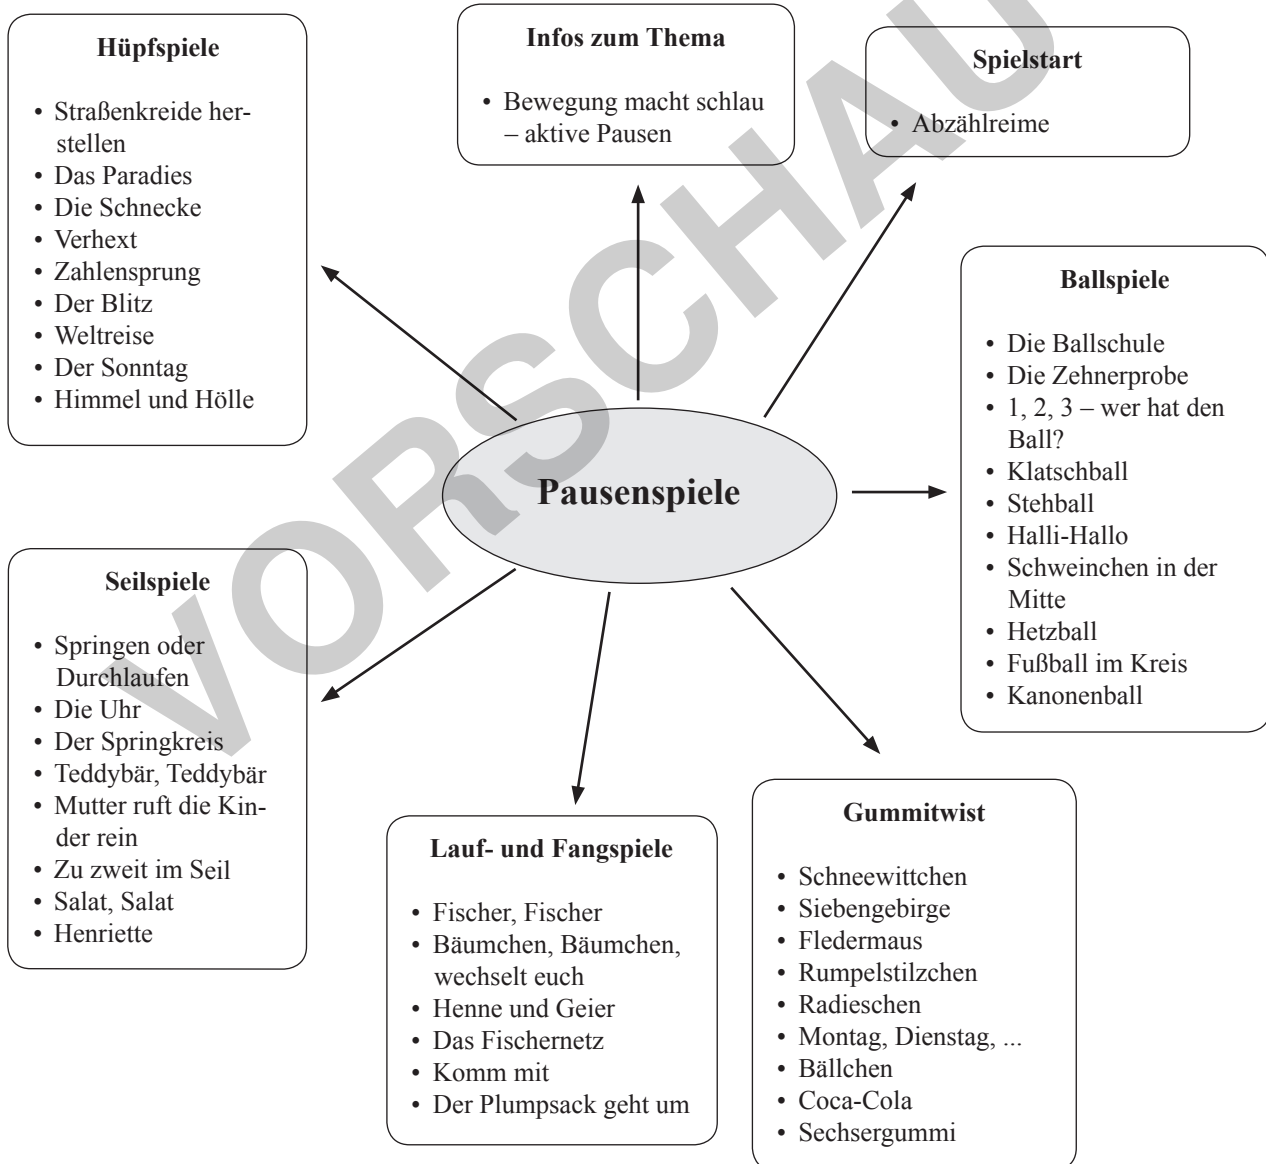 Hüpfspiele
• Straßenkreide her-
stellen
• Das Paradies
• Die Schnecke
• Verhext
• Zahlensprung
• Der Blitz
• Weltreise
• Der Sonntag
• Himmel und Hölle
Infos zum Thema
• Bewegung macht schlau
– aktive Pausen
Spielstart
• Abzählreime
Ballspiele
• Die Ballschule
• Die Zehnerprobe
• 1, 2, 3 – wer hat den
Ball?
• Klatschball
• Stehball
• Halli-Hallo
• Schweinchen in der
Mitte
• Hetzball
• Fußball im Kreis
• Kanonenball
Pausenspiele
Seilspiele
• Springen oder
Durchlaufen
• Die Uhr
• Der Springkreis
• Teddybär, Teddybär
• Mutter ruft die Kin-
der rein
• Zu zweit im Seil
• Salat, Salat
• Henriette
Lauf- und Fangspiele
• Fischer, Fischer
• Bäumchen, Bäumchen,
wechselt euch
• Henne und Geier
• Das Fischernetz
• Komm mit
• Der Plumpsack geht um
Gummitwist
• Schneewittchen
• Siebengebirge
• Fledermaus
• Rumpelstilzchen
• Radieschen
• Montag, Dienstag, ...
• Bällchen
• Coca-Cola
• Sechsergummi
VORSCHAU